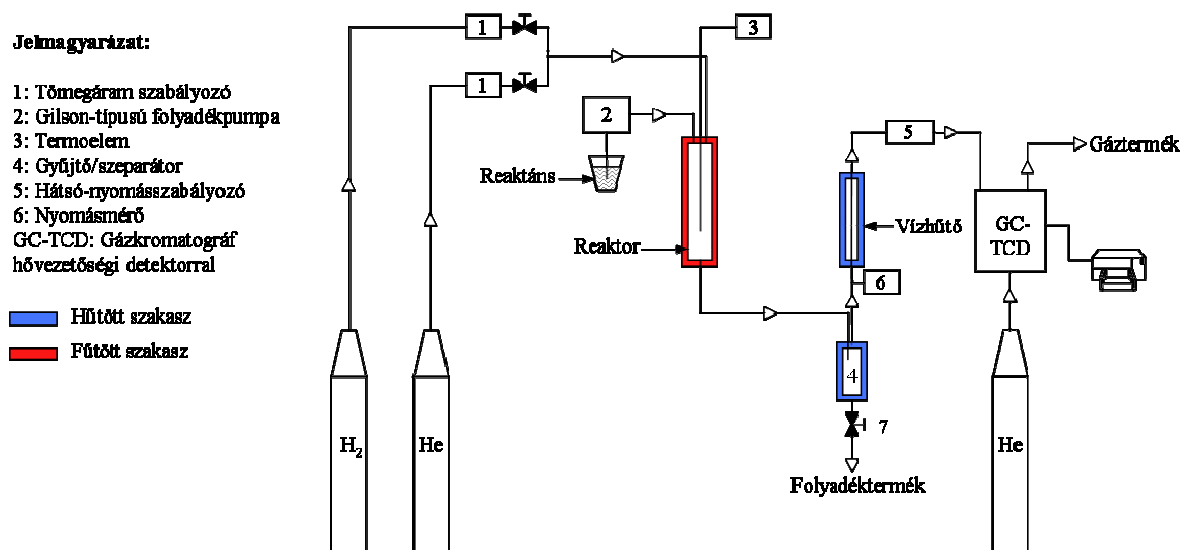 Jelmagyarázat:
1: Tömegáram szabályozó
2: Gilson-típusú folyadékpumpa
3: Termoelem
4: Gyűjtő/szeparátor
5: Hátsó-nyomásszabályozó
6: Nyomásmérő
GC-TCD: Gázkromatográf
hővezetőségi detektorral
Hűtött szakasz
Fűtött szakasz
1
1
3
2
Reaktáns
Reaktor
5
Gáztermék
Vízhűtő
GC-
TCD
6
4
7
Folyadéktermék
H2
He
He